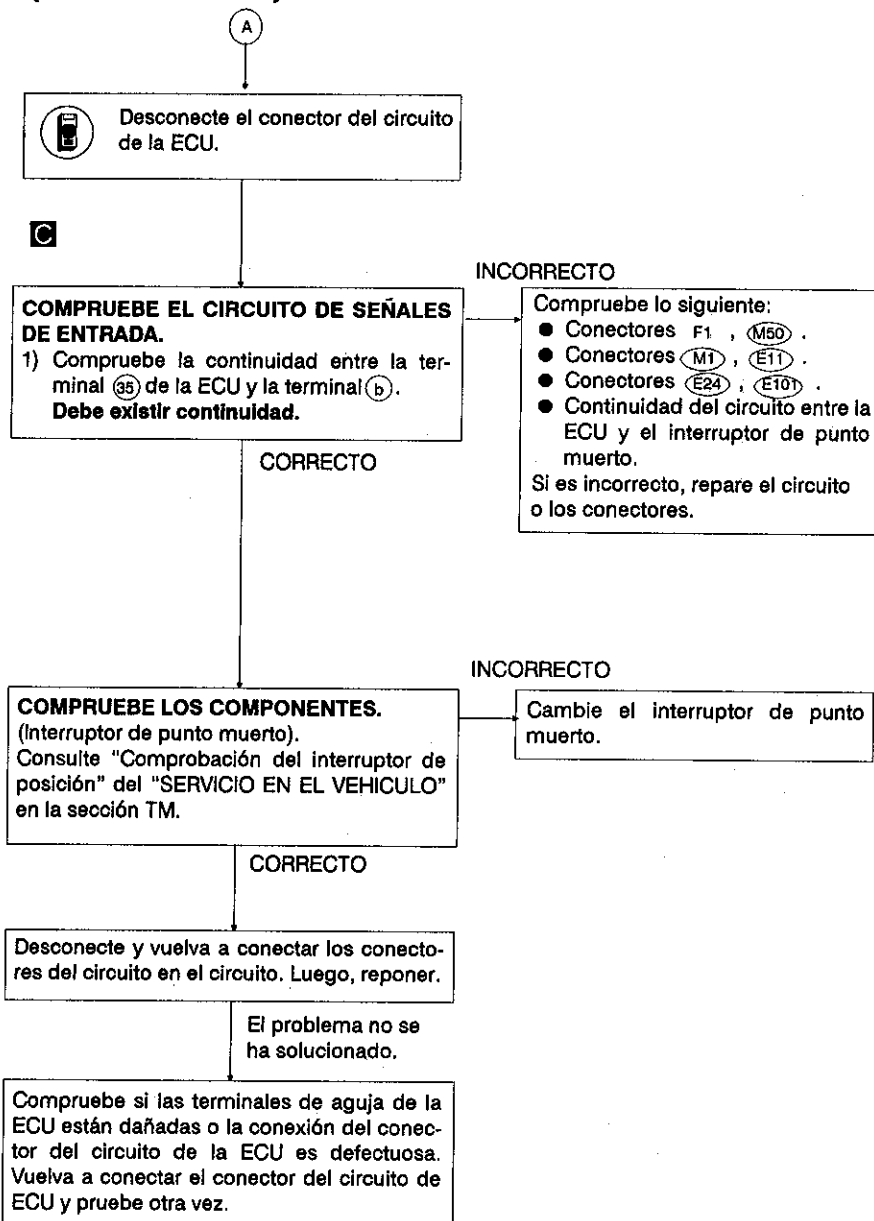 A
Desconecte el conector del circuito
de la ECU.
C
INCORRECTO
COMPRUEBE EL CIRCUITO DE SEÑALES
DE ENTRADA.
1) Compruebe la continuidad entre la ter-
minal 35 de la ECU y la terminal b.
Debe existir continuidad.
Compruebe lo siguiente:
● Conectores F1 , M50 .
● Conectores M1 , E11 .
● Conectores E24 , E101 .
● Continuidad del circuito entre la
ECU y el interruptor de punto
muerto.
Si es incorrecto, repare el circuito
o los conectores.
CORRECTO
INCORRECTO
COMPRUEBE LOS COMPONENTES.
(Interruptor de punto muerto).
Consulte "Comprobación del interruptor de
posición" del "SERVICIO EN EL VEHICULO"
en la sección TM.
Cambie el interruptor de punto
muerto.
CORRECTO
Desconecte y vuelva a conectar los conecto-
res del circuito en el circuito. Luego, reponer.
El problema no se
ha solucionado.
Compruebe si las terminales de aguja de la
ECU están dañadas o la conexión del conec-
tor del circuito de la ECU es defectuosa.
Vuelva a conectar el conector del circuito de
ECU y pruebe otra vez.